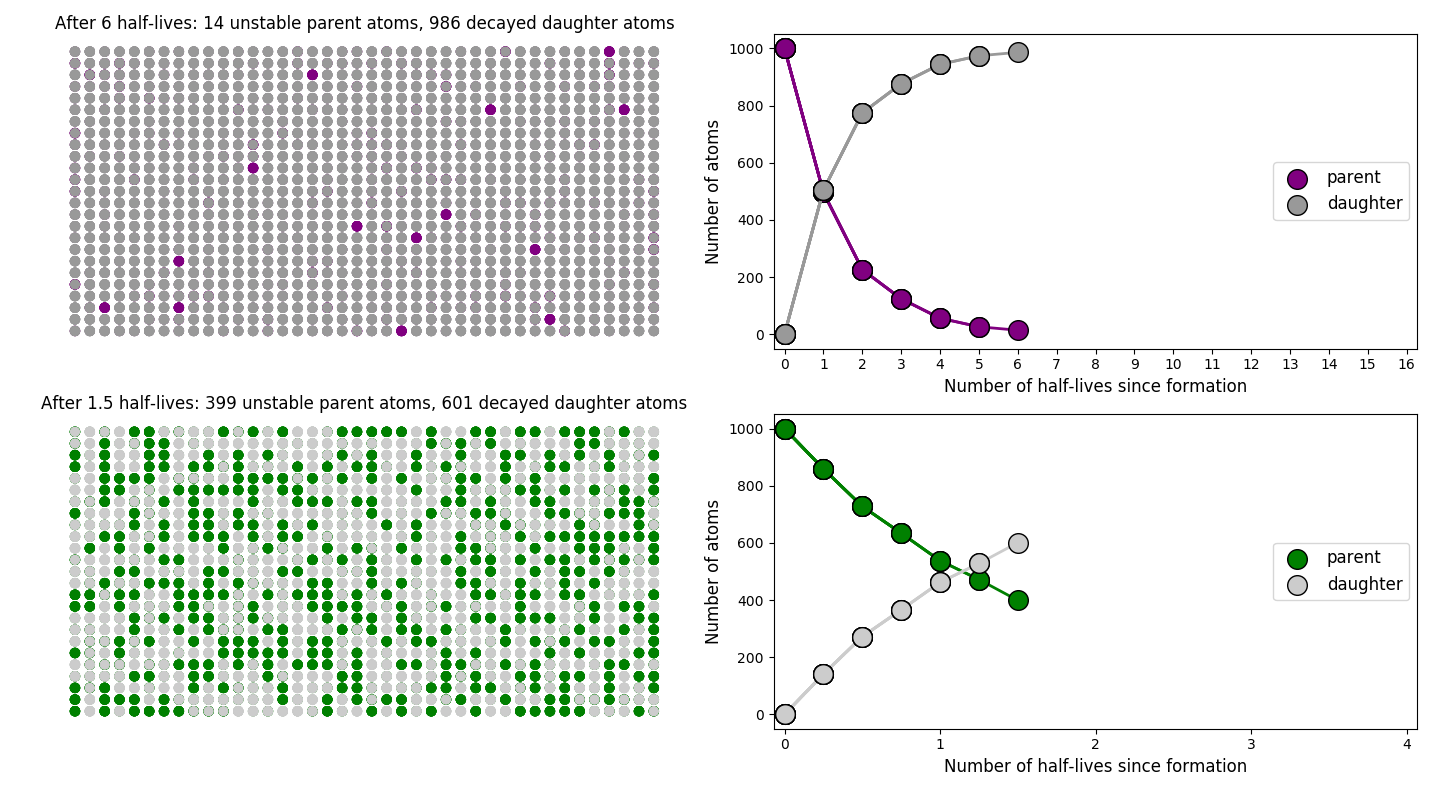 After 6 half-lives: 14 unstable parent atoms, 986 decayed daughter atoms
1000
800
600
400
200
0
Number of atoms
parent
daughter
0 1 2 3 4 5 6 7 8 9 10 11 12 13 14 15 16
Number of half-lives since formation
After 1.5 half-lives: 399 unstable parent atoms, 601 decayed daughter atoms
1000
800
600
400
200
0
Number of atoms
parent
daughter
0 1 2 3 4
Number of half-lives since formation